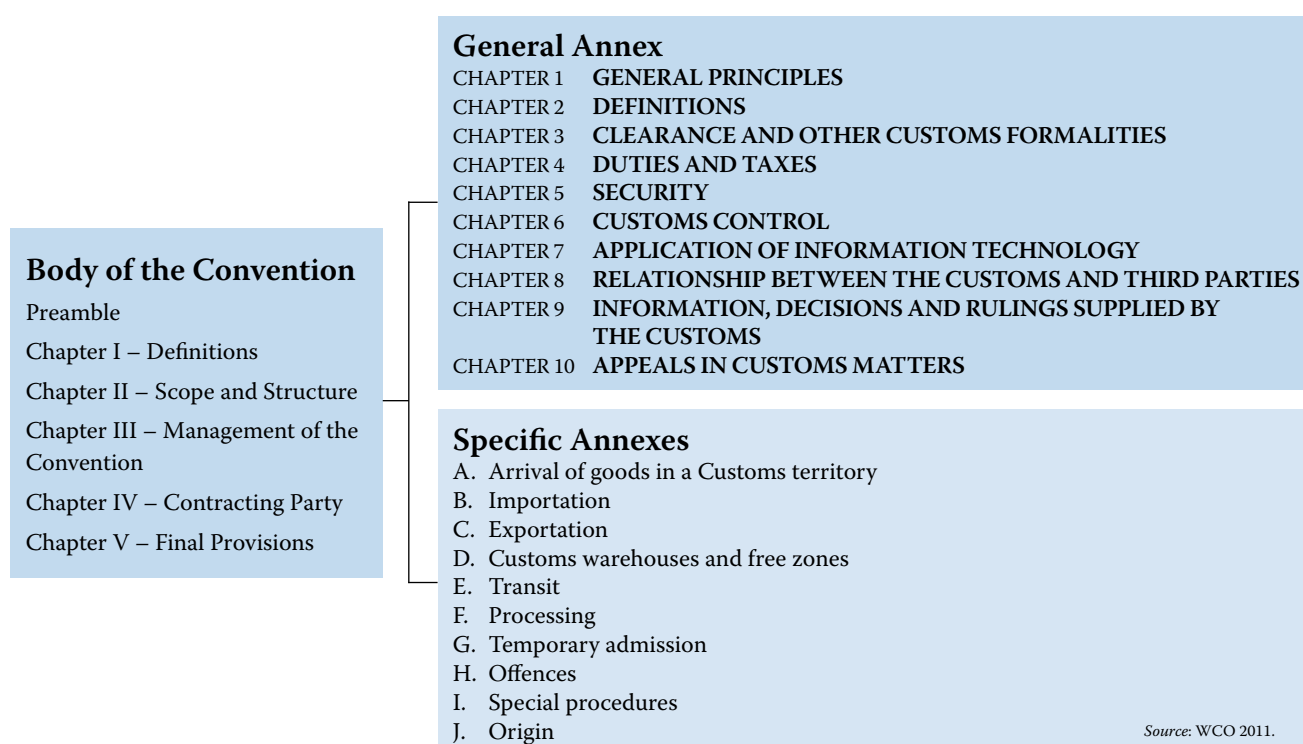 Body of the Convention
Preamble
Chapter I – Definitions
Chapter II – Scope and Structure
Chapter III – Management of the
Convention
Chapter IV – Contracting Party
Chapter V – Final Provisions
General Annex
CHAPTER 1 GENERAL PRINCIPLES
CHAPTER 2 DEFINITIONS
CHAPTER 3 CLEARANCE AND OTHER CUSTOMS FORMALITIES
CHAPTER 4 DUTIES AND TAXES
CHAPTER 5 SECURITY
CHAPTER 6 CUSTOMS CONTROL
CHAPTER 7 APPLICATION OF INFORMATION TECHNOLOGY
CHAPTER 8 RELATIONSHIP BETWEEN THE CUSTOMS AND THIRD PARTIES
CHAPTER 9 INFORMATION, DECISIONS AND RULINGS SUPPLIED BY
THE CUSTOMS
CHAPTER 10 APPEALS IN CUSTOMS MATTERS
Specific Annexes
A. Arrival of goods in a Customs territory
B. Importation
C. Exportation
D. Customs warehouses and free zones
E. Transit
F. Processing
G. Temporary admission
H. Offences
I. Special procedures
J. Origin
Source: WCO 2011.